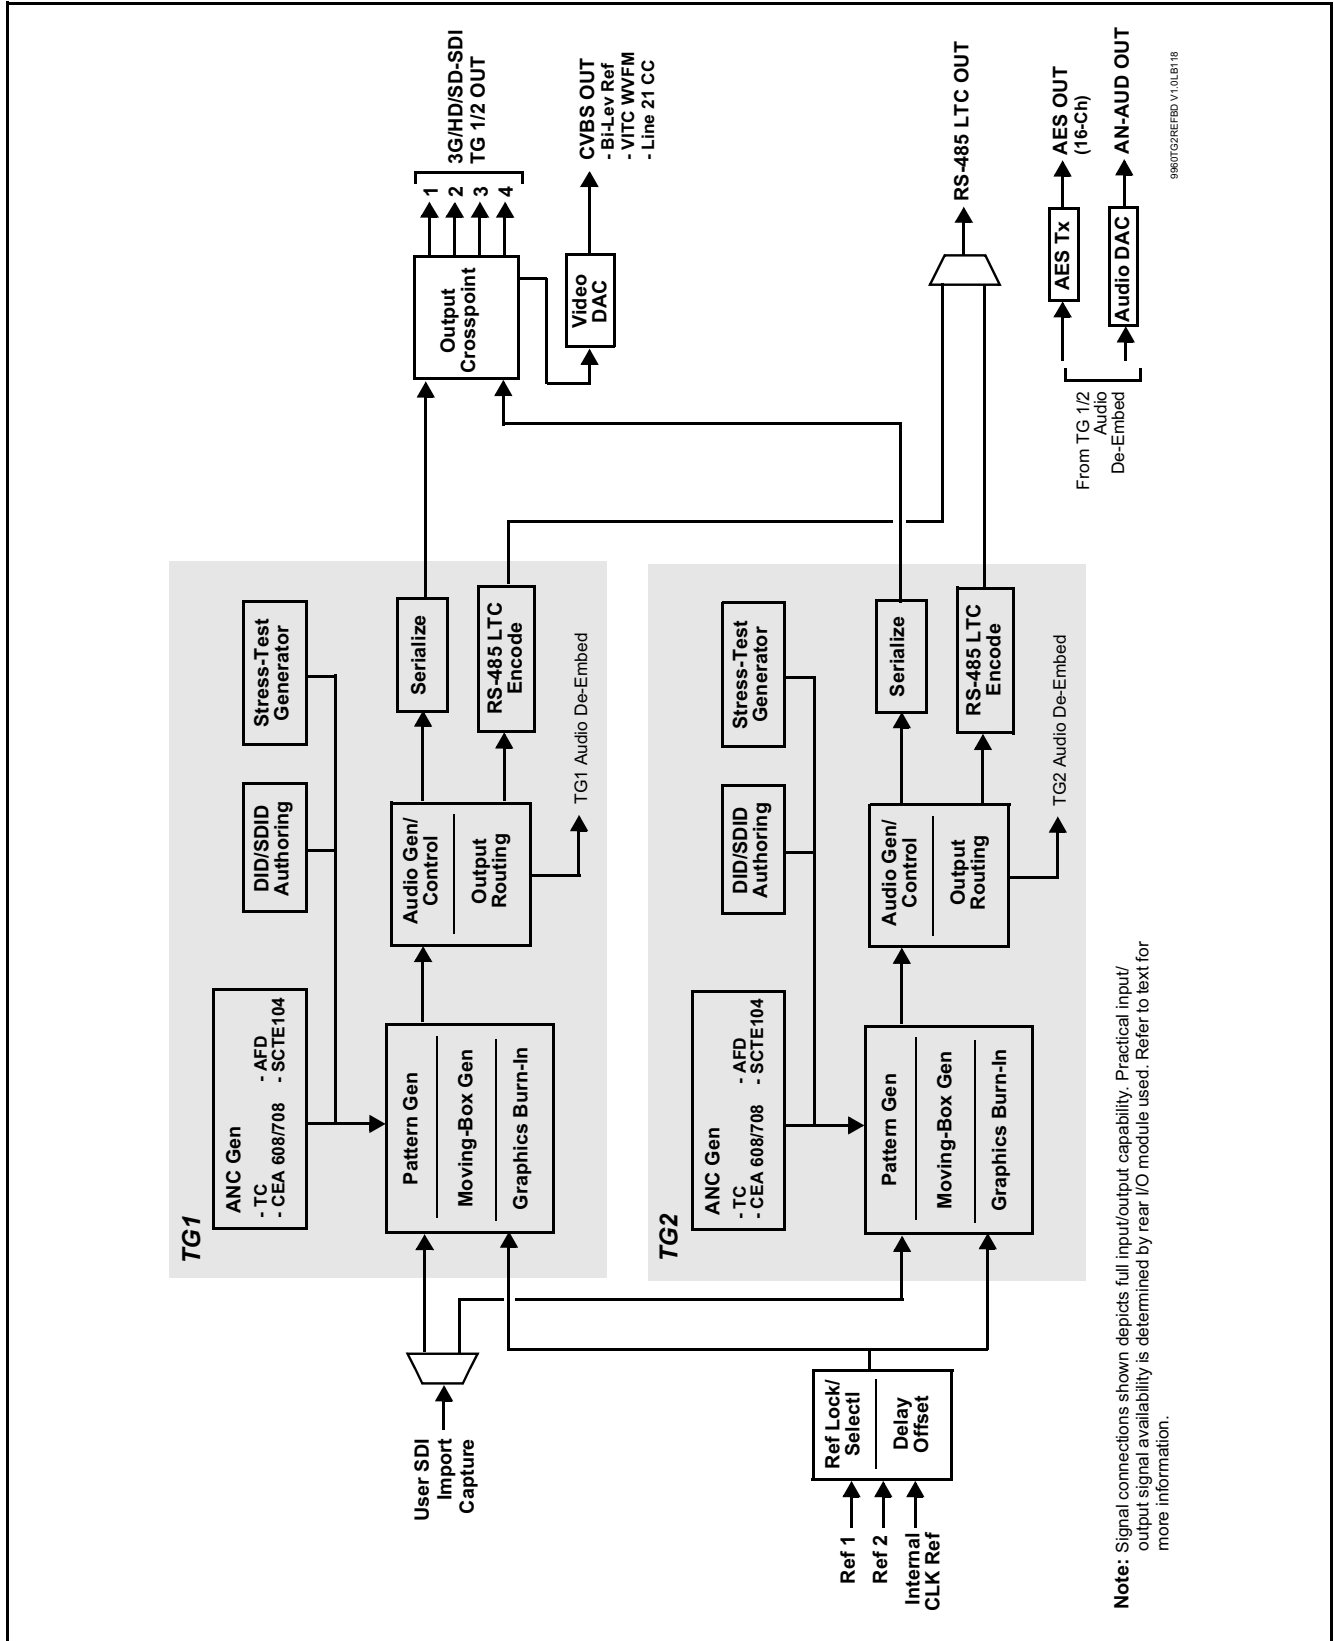 User SDI
Import
Capture
Ref 1
Ref 2
Internal
CLK Ref
Ref Lock/
Selectl
Delay
Offset
TG1
ANC Gen
- TC - AFD
- CEA 608/708 - SCTE104
DID/SDID
Authoring
Stress-Test
Generator
Pattern Gen
Moving-Box Gen
Graphics Burn-In
Audio Gen/
Control
Output
Routing
Serialize
RS-485 LTC
Encode
TG1 Audio De-Embed
TG2
ANC Gen
- TC - AFD
- CEA 608/708 - SCTE104
DID/SDID
Authoring
Stress-Test
Generator
Pattern Gen
Moving-Box Gen
Graphics Burn-In
Audio Gen/
Control
Output
Routing
Serialize
RS-485 LTC
Encode
TG2 Audio De-Embed
Output
Crosspoint
1
2
3
4
3G/HD/SD-SDI
TG 1/2 OUT
Video
DAC
CVBS OUT
- Bi-Lev Ref
- VITC WVFM
- Line 21 CC
RS-485 LTC OUT
From TG 1/2
Audio
De-Embed
AES Tx
AES OUT
(16-Ch)
Audio DAC
AN-AUD OUT
9960TG2REFBD V1.0LB118
Note: Signal connections shown depicts full input/output capability. Practical input/
output signal availability is determined by rear I/O module used. Refer to text for
more information.